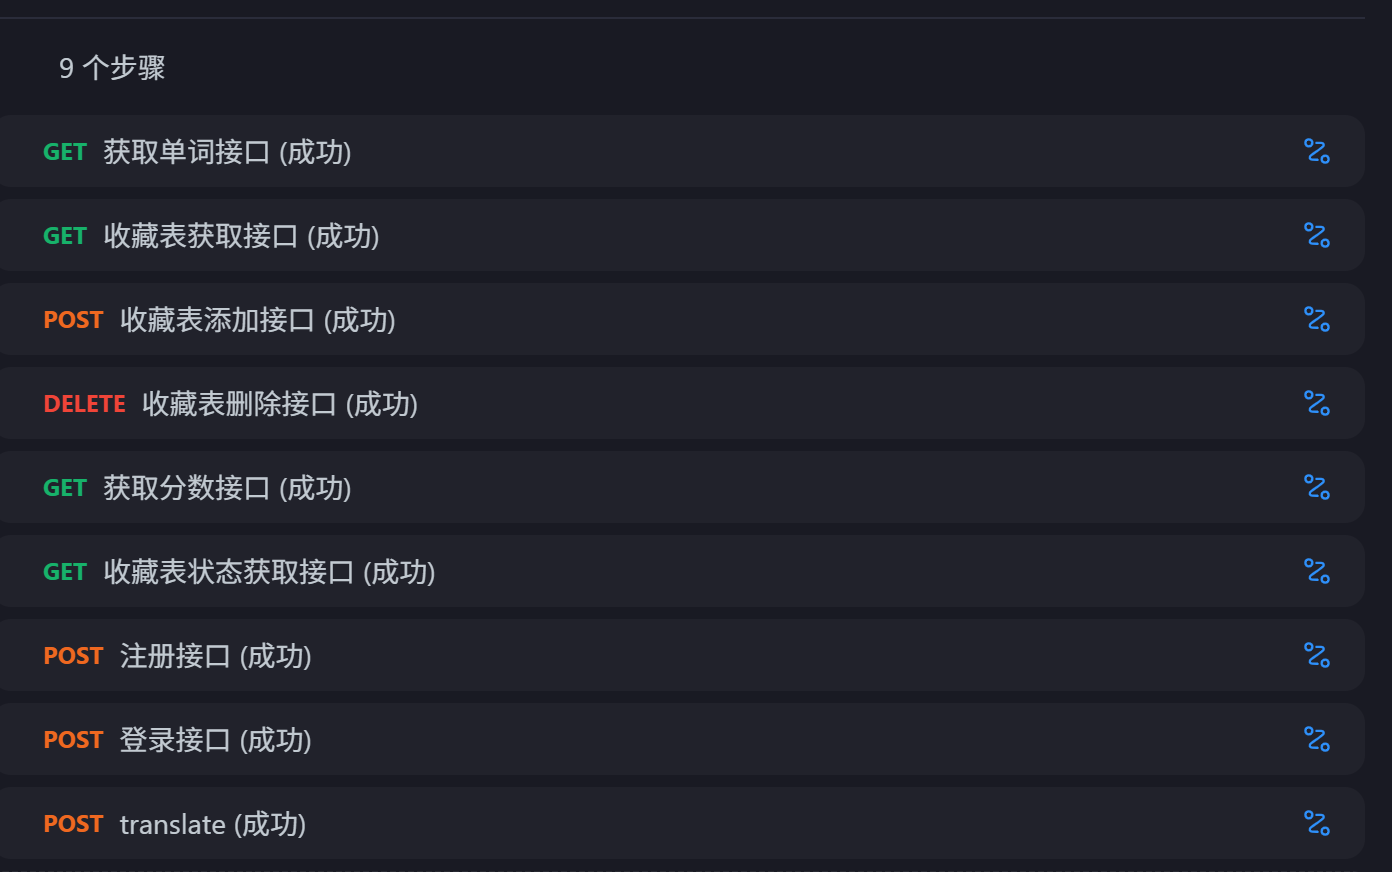 9 个步骤
GET 获取单词接口 (成功)
GET 收藏表获取接口 (成功)
POST 收藏表添加接口 (成功)
DELETE 收藏表删除接口 (成功)
GET 获取分数接口 (成功)
GET 收藏表状态获取接口 (成功)
POST 注册接口 (成功)
POST 登录接口 (成功)
POST translate (成功)